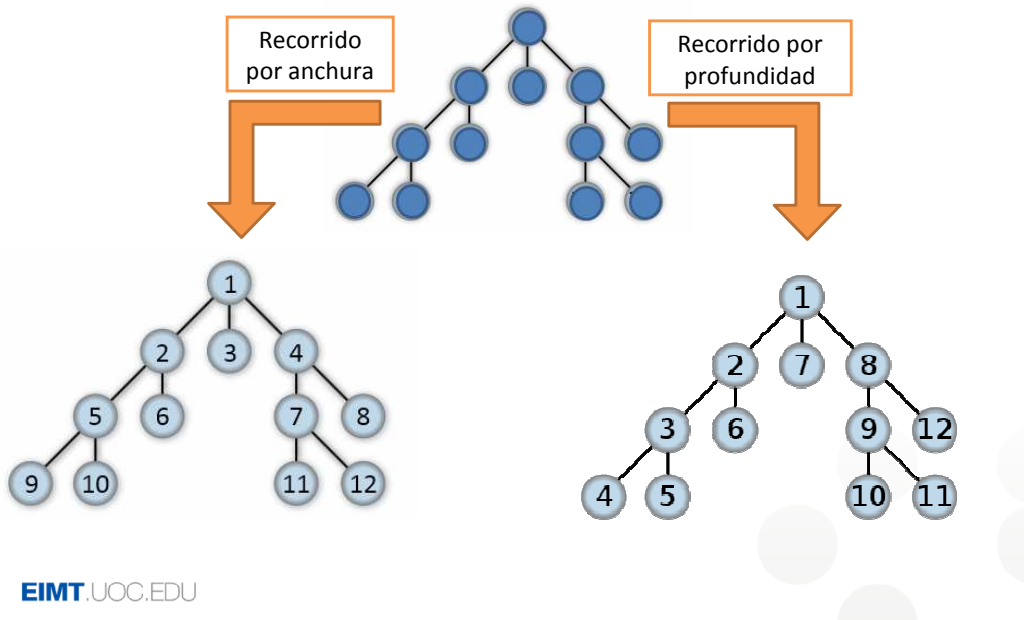 Recorrido
por anchura
Recorrido por
profundidad
1
2 3 4
5 6 7 8
9 10 11 12
1
2 7 8
3 6 9 12
4 5 10 11
EIMT.UOC.EDU